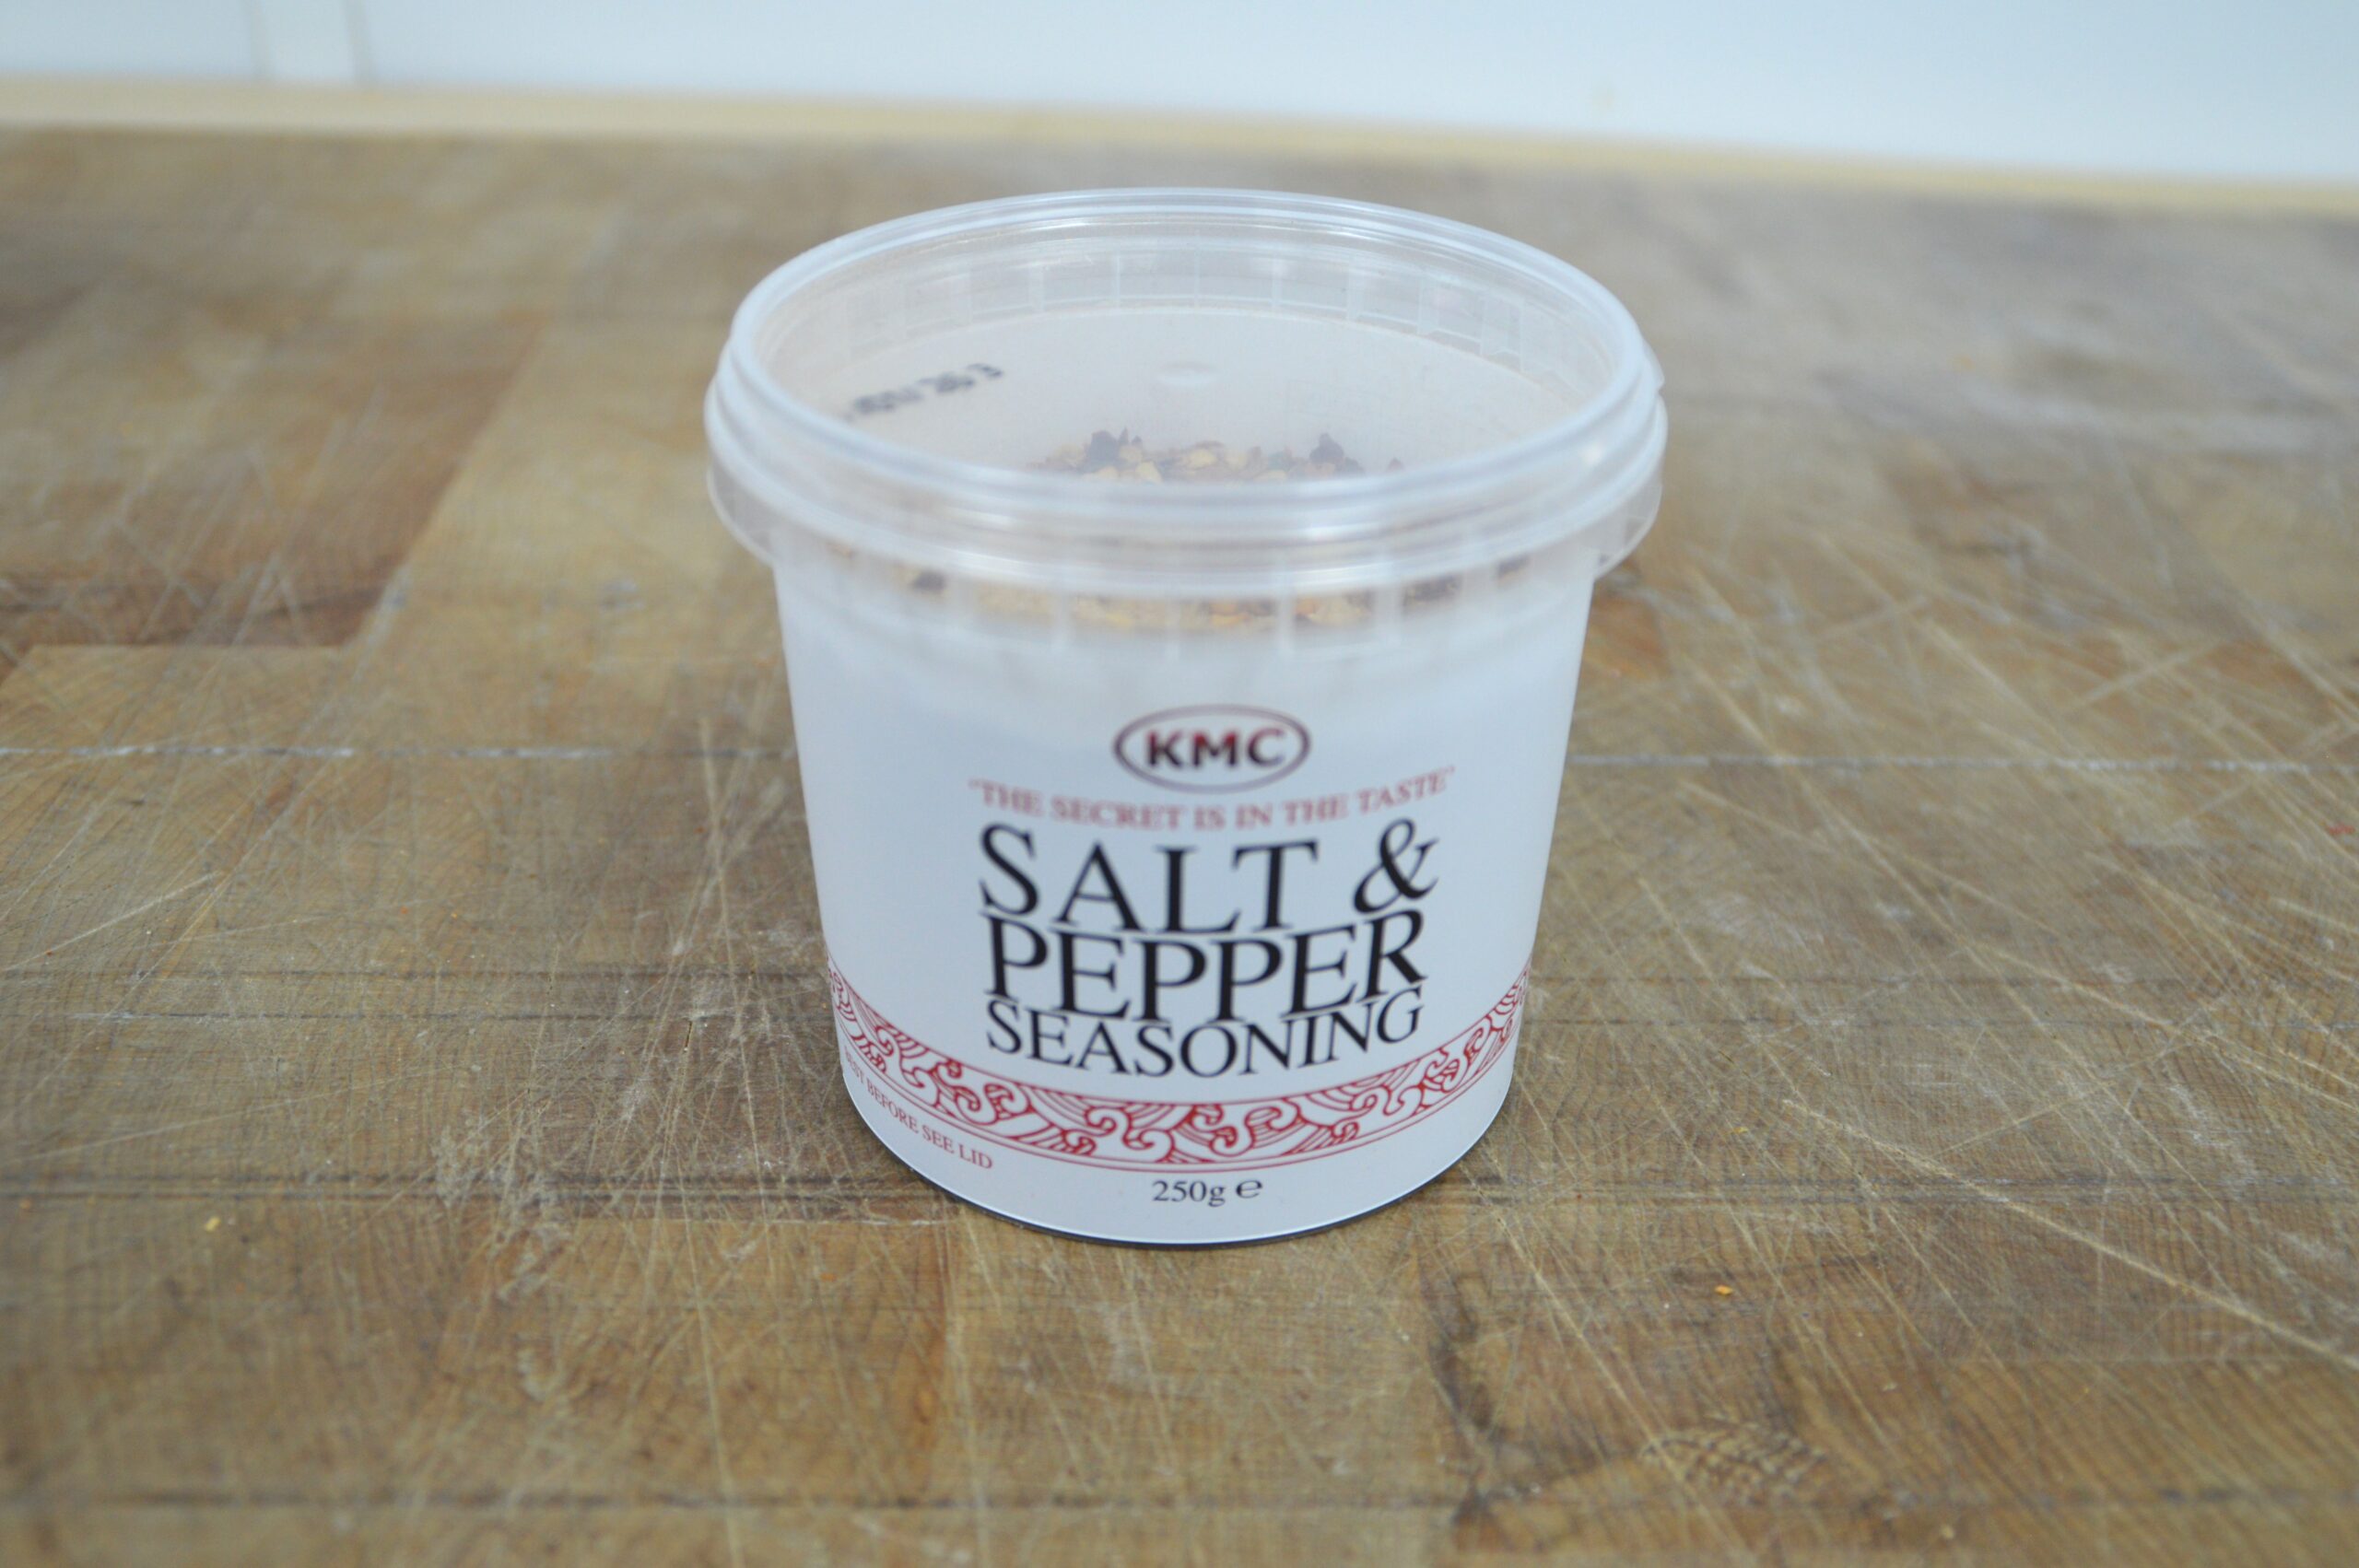 KMC
'THE SECRET IS IN THE TASTE'
SALT &
PEPPER
SEASONING
BEST BEFORE SEE LID
250g ℮